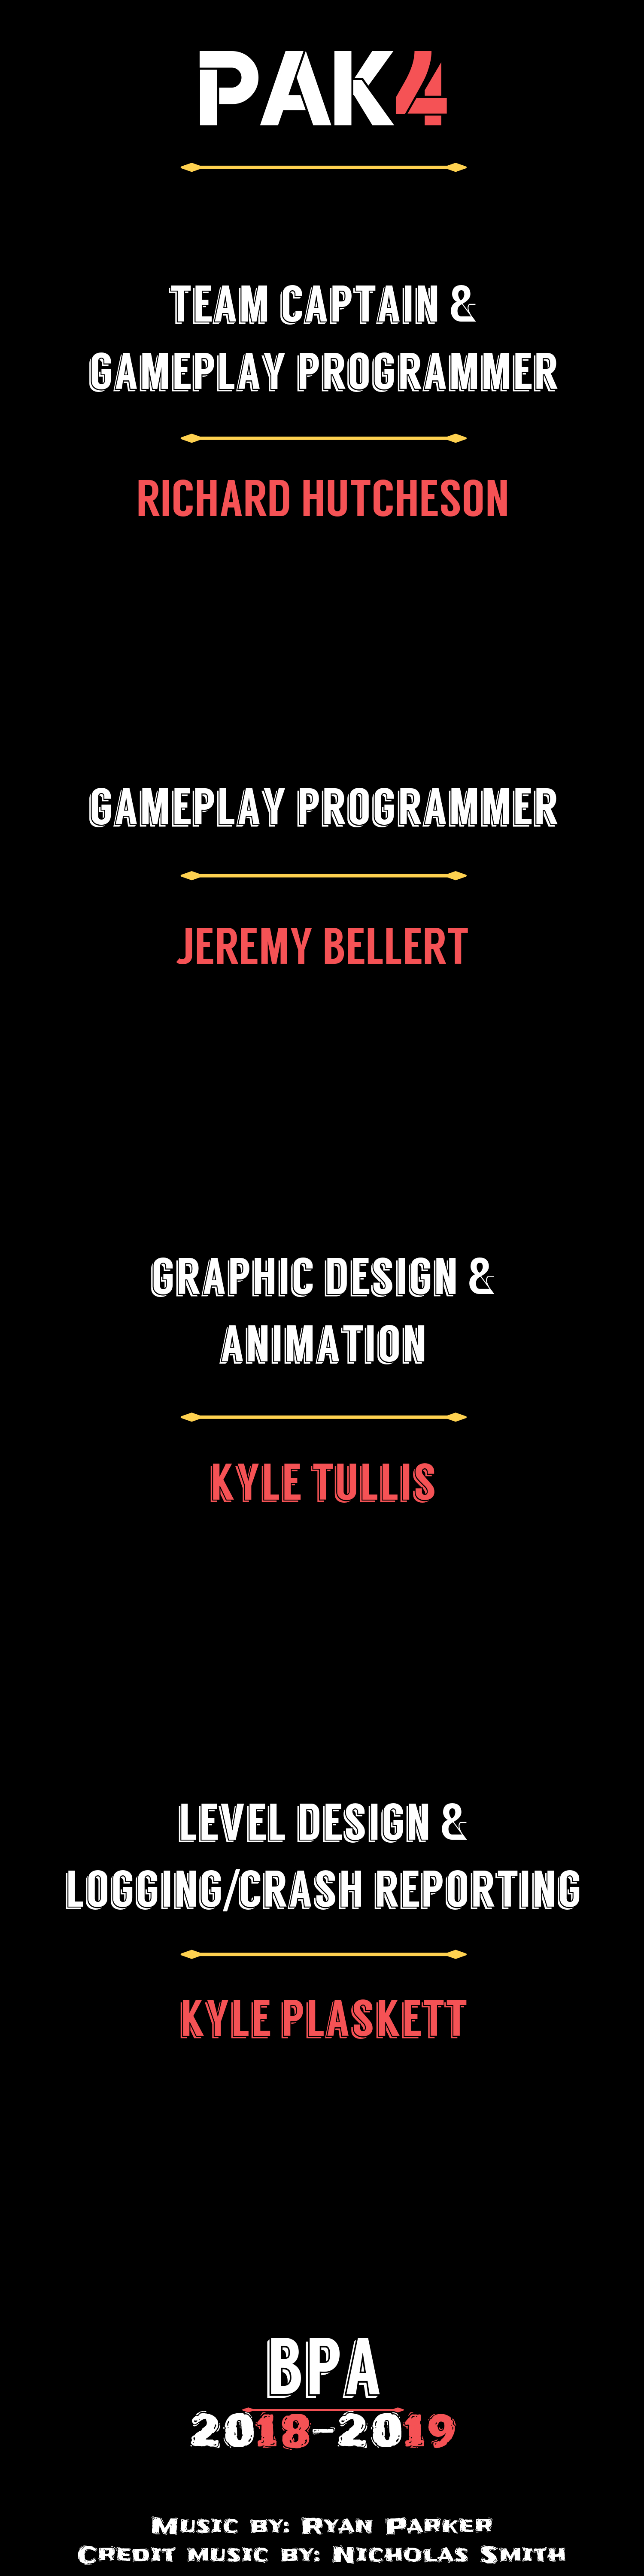 PAK4
TEAM CAPTAIN &
GAMEPLAY PROGRAMMER
RICHARD HUTCHESON
GAMEPLAY PROGRAMMER
JEREMY BELLERT
GRAPHIC DESIGN &
ANIMATION
KYLE TULLIS
LEVEL DESIGN &
LOGGING/CRASH REPORTING
KYLE PLASKETT
BPA
2018-2019
Music by: Ryan Parker
Credit music by: Nicholas Smith